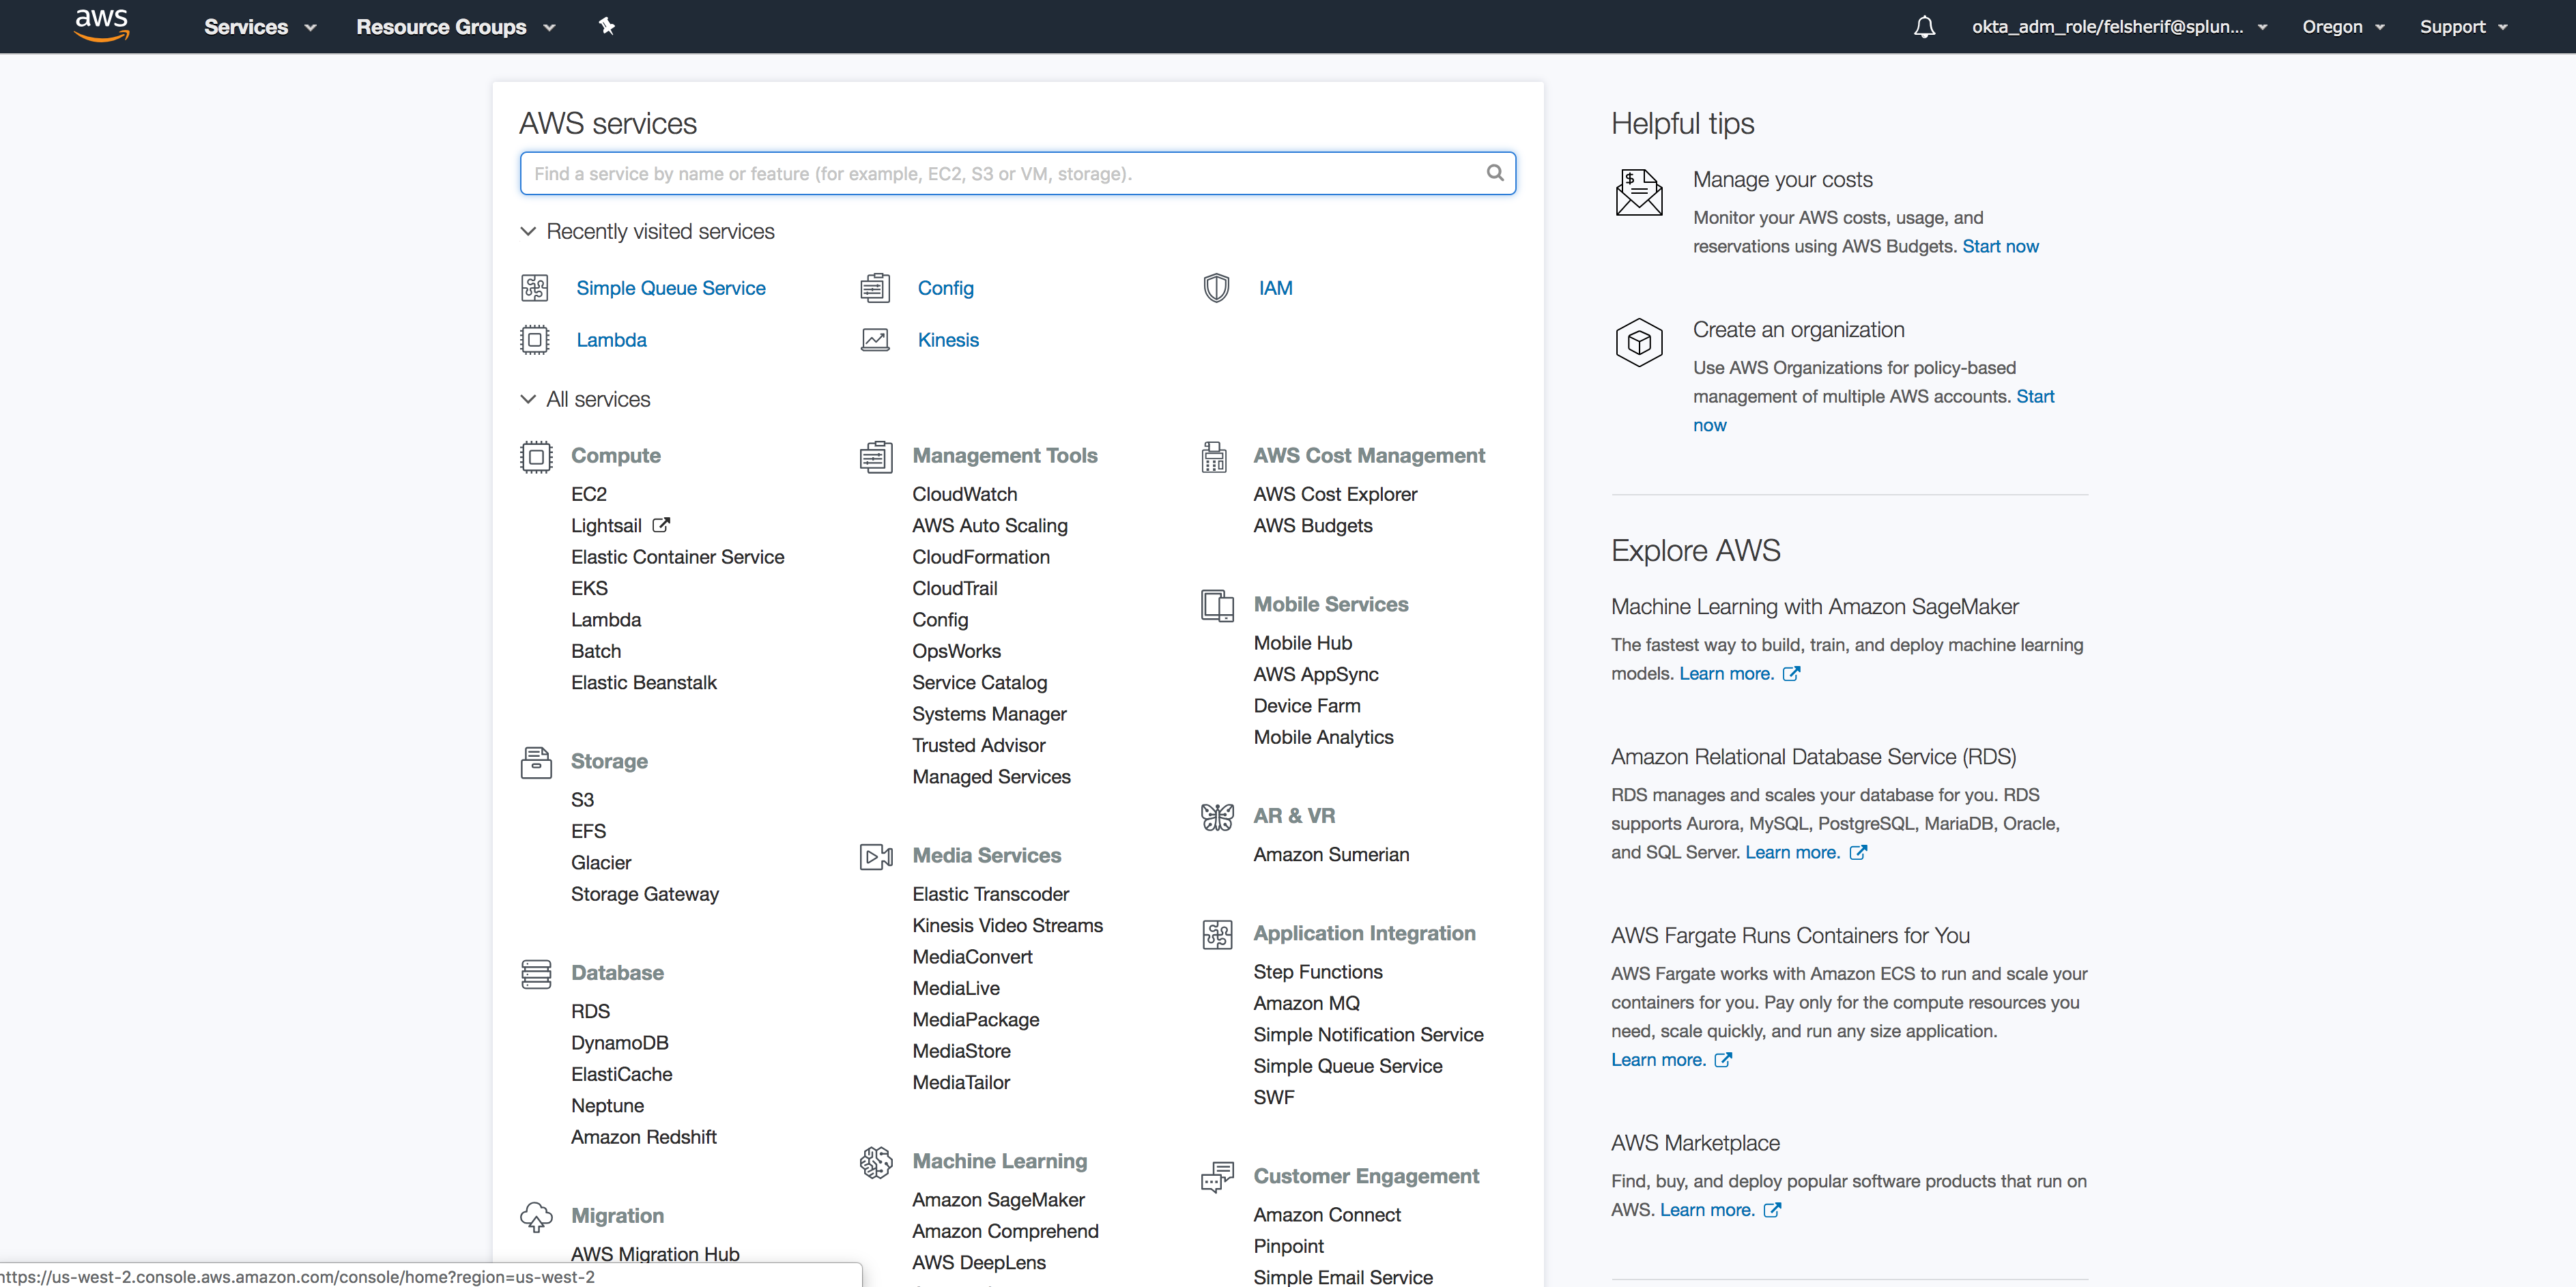 aws
Services
Resource Groups
okta_adm_role/felsherif@splun...
Oregon
Support
AWS services
Find a service by name or feature (for example, EC2, S3 or VM, storage).
Recently visited services
Simple Queue Service
Config
IAM
Lambda
Kinesis
All services
Compute
EC2
Lightsail
Elastic Container Service
EKS
Lambda
Batch
Elastic Beanstalk
Storage
S3
EFS
Glacier
Storage Gateway
Database
RDS
DynamoDB
ElastiCache
Neptune
Amazon Redshift
Migration
AWS Migration Hub
Management Tools
CloudWatch
AWS Auto Scaling
CloudFormation
CloudTrail
Config
OpsWorks
Service Catalog
Systems Manager
Trusted Advisor
Managed Services
Media Services
Elastic Transcoder
Kinesis Video Streams
MediaConvert
MediaLive
MediaPackage
MediaStore
MediaTailor
Machine Learning
Amazon SageMaker
Amazon Comprehend
AWS DeepLens
AWS Cost Management
AWS Cost Explorer
AWS Budgets
Mobile Services
Mobile Hub
AWS AppSync
Device Farm
Mobile Analytics
AR & VR
Amazon Sumerian
Application Integration
Step Functions
Amazon MQ
Simple Notification Service
Simple Queue Service
SWF
Customer Engagement
Amazon Connect
Pinpoint
Simple Email Service
Helpful tips
Manage your costs
Monitor your AWS costs, usage, and
reservations using AWS Budgets. Start now
Create an organization
Use AWS Organizations for policy-based
management of multiple AWS accounts. Start
now
Explore AWS
Machine Learning with Amazon SageMaker
The fastest way to build, train, and deploy machine learning
models. Learn more.
Amazon Relational Database Service (RDS)
RDS manages and scales your database for you. RDS
supports Aurora, MySQL, PostgreSQL, MariaDB, Oracle,
and SQL Server. Learn more.
AWS Fargate Runs Containers for You
AWS Fargate works with Amazon ECS to run and scale your
containers for you. Pay only for the compute resources you
need, scale quickly, and run any size application.
Learn more.
AWS Marketplace
Find, buy, and deploy popular software products that run on
AWS. Learn more.
https://us-west-2.console.aws.amazon.com/console/home?region=us-west-2